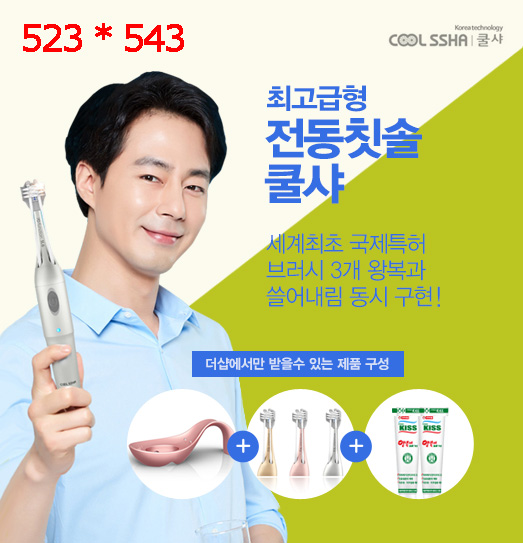 523 * 543
Korea technology
COOL SSHA | 쿨샤
최고급형
전동칫솔
쿨샤
세계최초 국제특허
브러시 3개 왕복과
쓸어내림 동시 구현!
더샵에서만 받을수 있는 제품 구성
+ +
COOL SSHA
KISS KISS